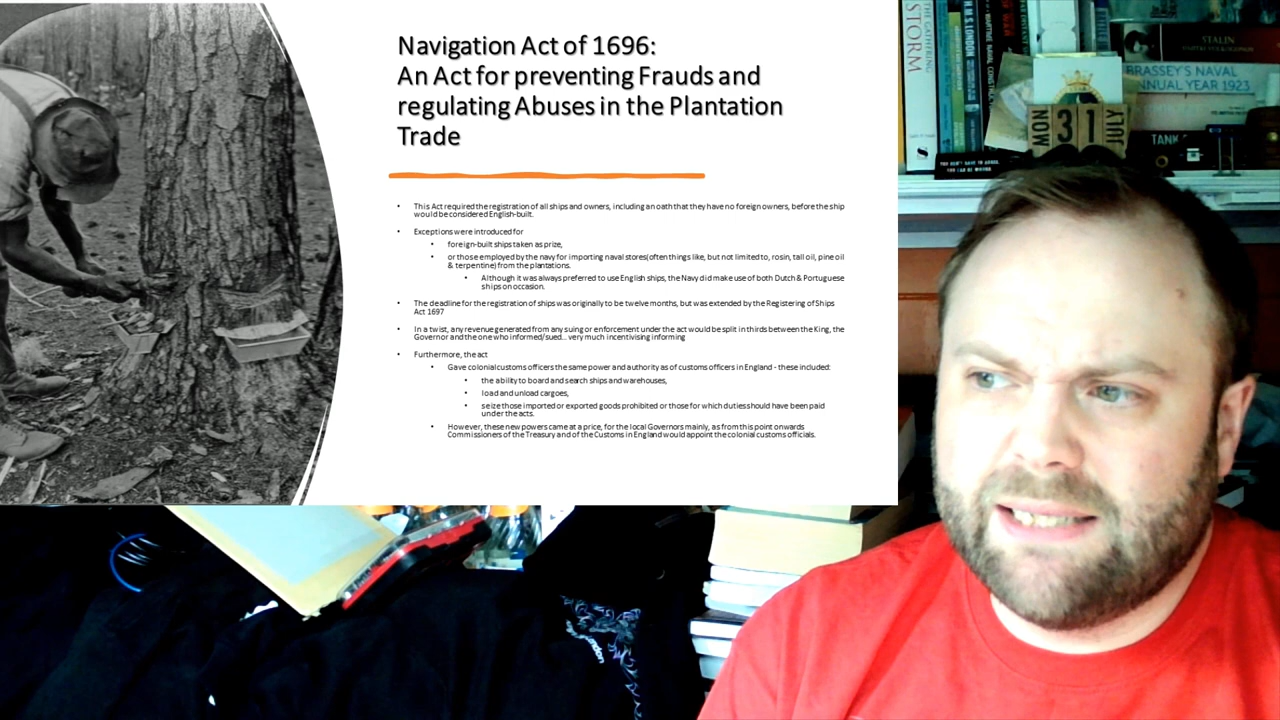 Navigation Act of 1696:
An Act for preventing Frauds and
regulating Abuses in the Plantation
Trade
• This Act required the registration of all ships and owners, including an oath that they have no foreign owners, before the ship
would be considered English-built.
• Exceptions were introduced for
• foreign-built ships taken as prize,
• or those employed by the navy for importing naval stores(often things like, but not limited to, rosin, tall oil, pine oil
& terpentine) from the plantations.
• Although it was always preferred to use English ships, the Navy did make use of both Dutch & Portuguese
ships on occasion.
• The deadline for the registration of ships was originally to be twelve months, but was extended by the Registering of Ships
Act 1697
• In a twist, any revenue generated from any suing or enforcement under the act would be split in thirds between the King, the
Governor and the one who informed/sued... very much incentivising informing
• Furthermore, the act
• Gave colonial customs officers the same power and authority as of customs officers in England - these included:
• the ability to board and search ships and warehouses,
• load and unload cargoes,
• seize those imported or exported goods prohibited or those for which duties should have been paid
under the acts.
• However, these new powers came at a price, for the local Governors mainly, as from this point onwards
Commissioners of the Treasury and of the Customs in England would appoint the colonial customs officials.
THE GATHERING
STORM
H.M.S. LONDON
STALIN
BRASSEY'S NAVAL
ANNUAL YEAR 1923
MON 31 JULY
TANK
YOU DON'T HAVE TO AGREE,
YOU CAN BE WRONG